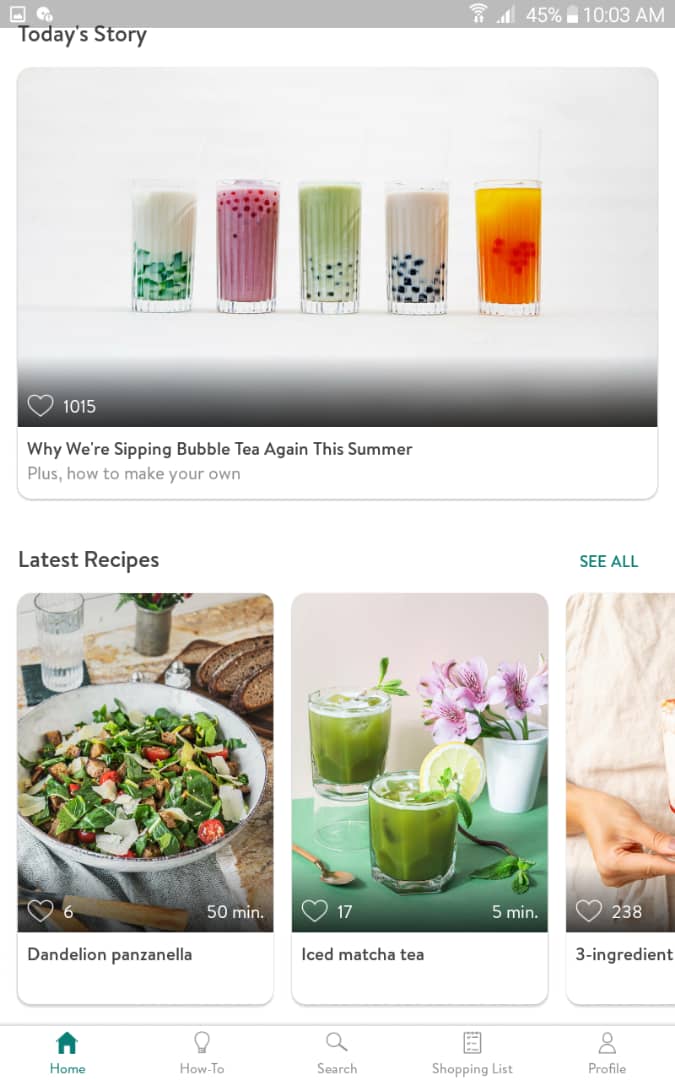 45% 10:03 AM
Today's Story
1015
Why We're Sipping Bubble Tea Again This Summer
Plus, how to make your own
Latest Recipes
SEE ALL
6
50 min.
Dandelion panzanella
17
5 min.
Iced matcha tea
238
3-ingredient
Home
How-To
Search
Shopping List
Profile